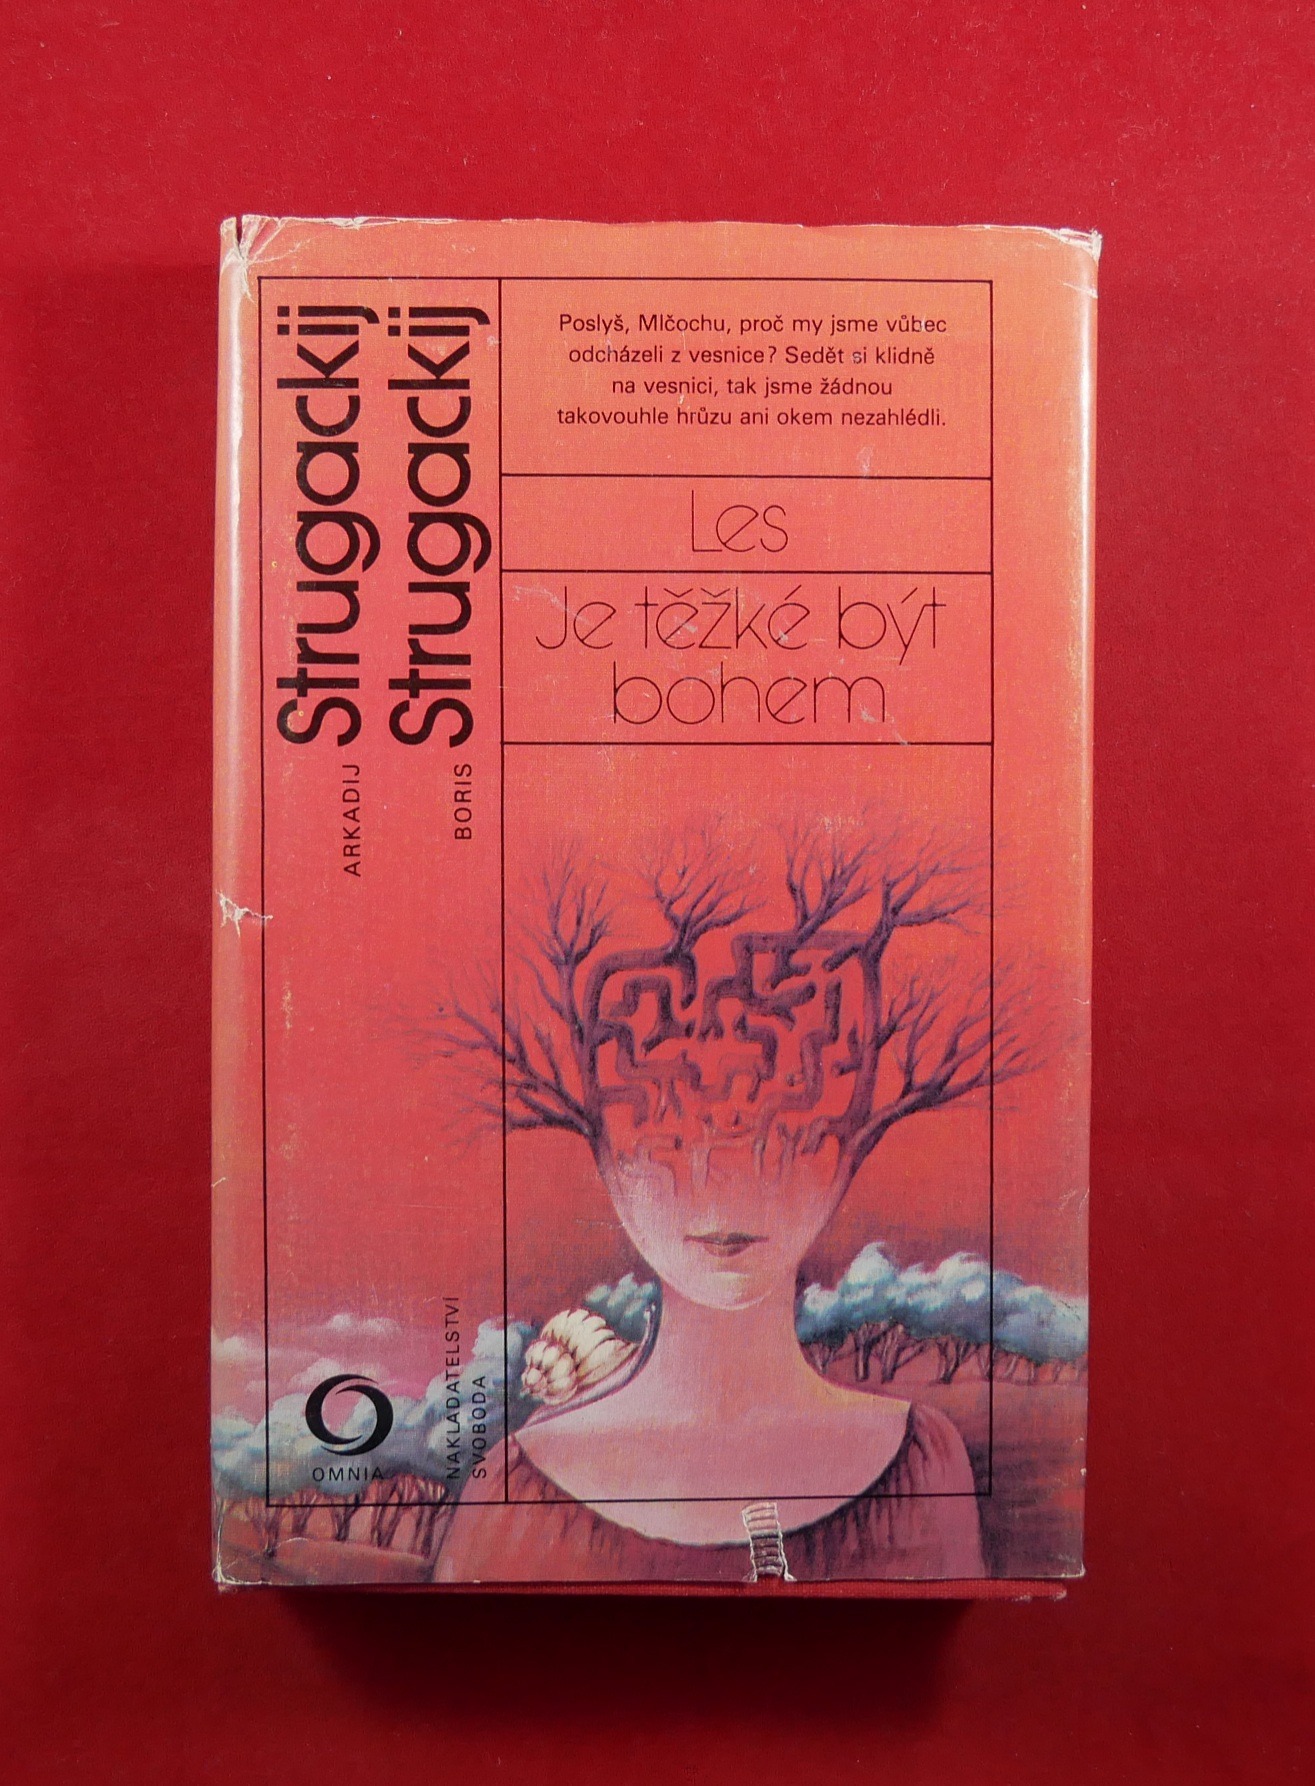 ARKADIJ Strugackij
BORIS Strugackij
Poslyš, Mlčochu, proč my jsme vůbec
odcházeli z vesnice? Sedět si klidně
na vesnici, tak jsme žádnou
takovouhle hrůzu ani okem nezahlédli.
Les
Je těžké být
bohem
OMNIA
NAKLADATELSTVÍ
SVOBODA